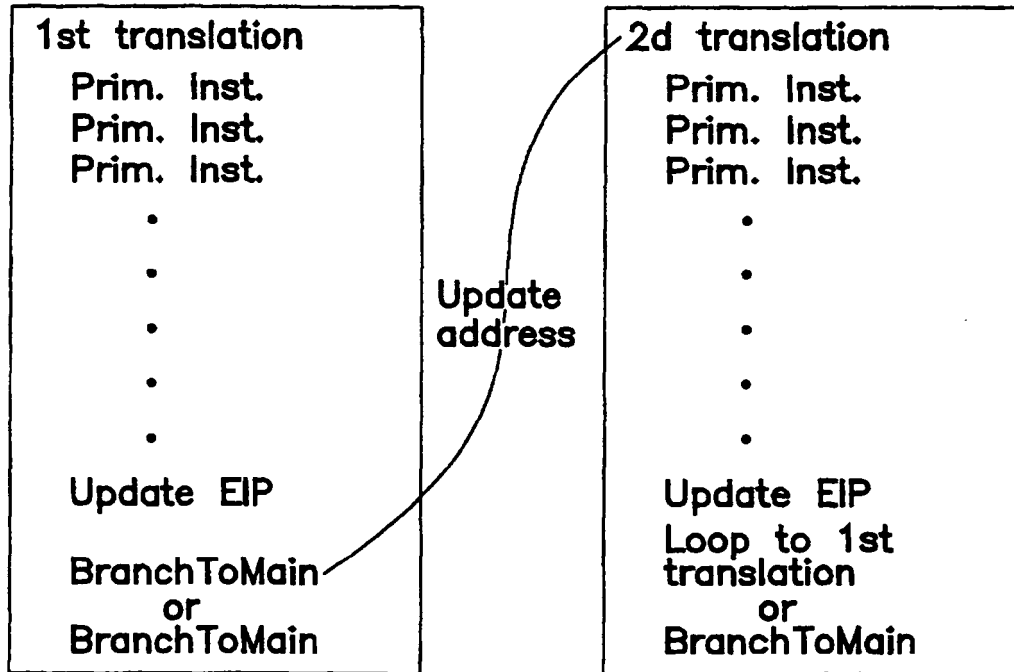 1st translation
Prim. Inst.
Prim. Inst.
Prim. Inst.
Update EIP
BranchToMain
or
BranchToMain
Update
address
2d translation
Prim. Inst.
Prim. Inst.
Prim. Inst.
Update EIP
Loop to 1st
translation
or
BranchToMain